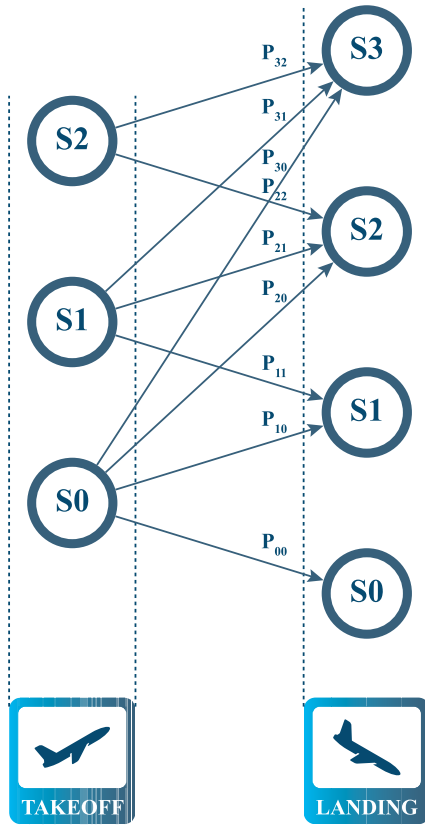 S3
P32
S2
P31
P30
P22
S2
P21
S1
P20
P11
S1
P10
S0
P00
S0
TAKEOFF
LANDING